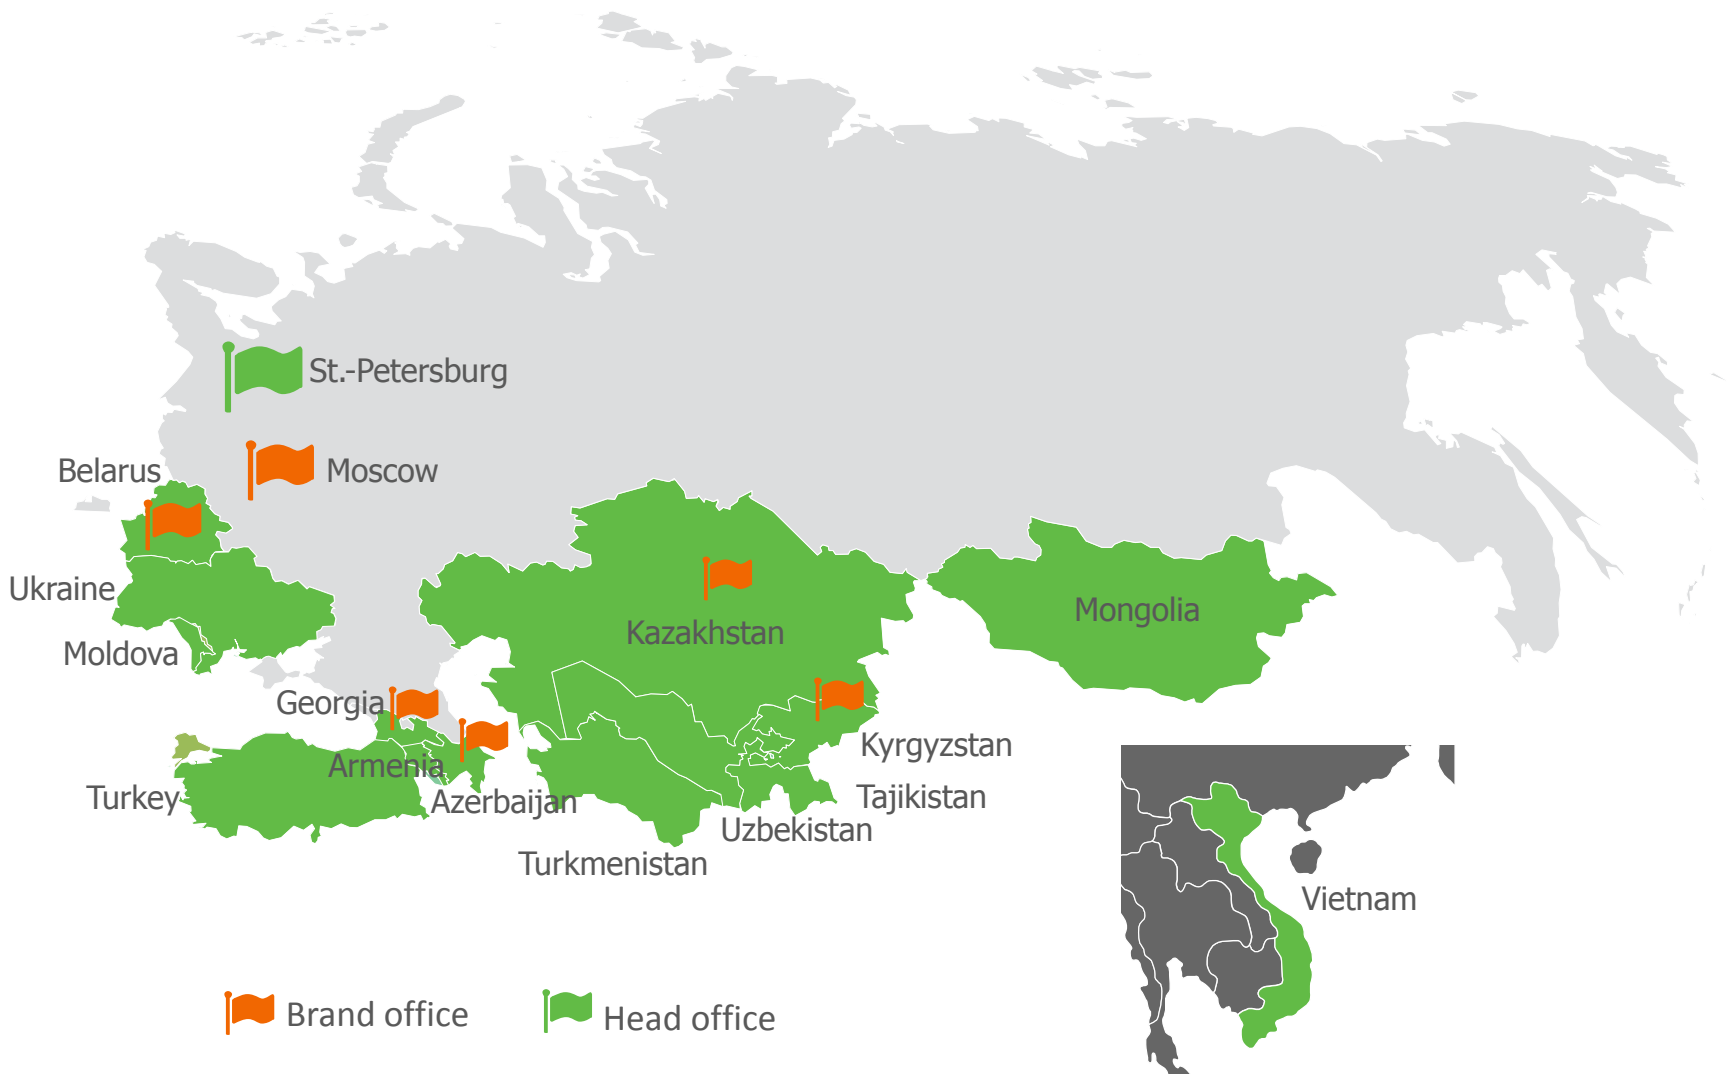 St.-Petersburg
Belarus
Moscow
Ukraine
Mongolia
Kazakhstan
Moldova
Georgia
Kyrgyzstan
Armenia
Turkey
Azerbaijan
Tajikistan
Uzbekistan
Turkmenistan
Vietnam
Brand office
Head office